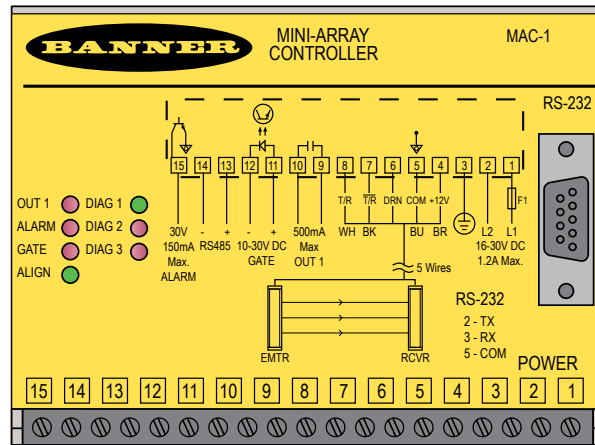 BANNER
MINI-ARRAY
CONTROLLER
MAC-1
RS-232
15 14 13 12 11 10 9 8 7 6 5 4 3 2 1
T/R T/R DRN COM +12V F1
OUT 1 DIAG 1
ALARM DIAG 2
GATE DIAG 3
ALIGN
30V - + - + 500mA WH BK BU BR L2 L1
150mA RS485 10-30V DC Max 16-30V DC
Max. GATE OUT 1 1.2A Max.
ALARM
5 Wires
RS-232
2 - TX
3 - RX
5 - COM
EMTR RCVR
POWER
15 14 13 12 11 10 9 8 7 6 5 4 3 2 1